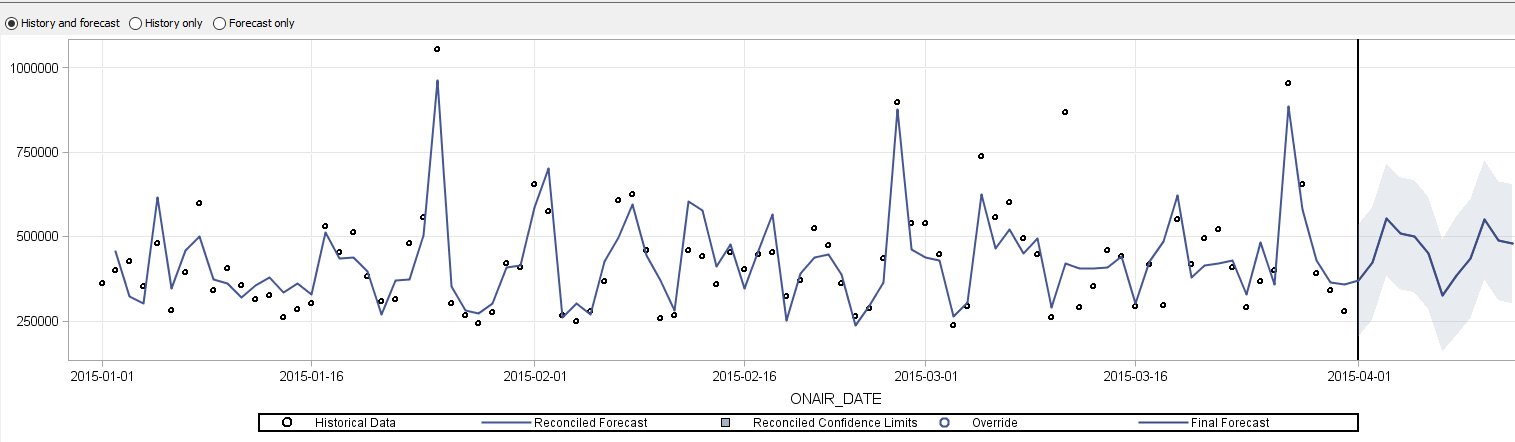 History and forecast History only Forecast only
1000000
750000
500000
250000
2015-01-01 2015-01-16 2015-02-01 2015-02-16 2015-03-01 2015-03-16 2015-04-01
ONAIR_DATE
Historical Data Reconciled Forecast Reconciled Confidence Limits Override Final Forecast